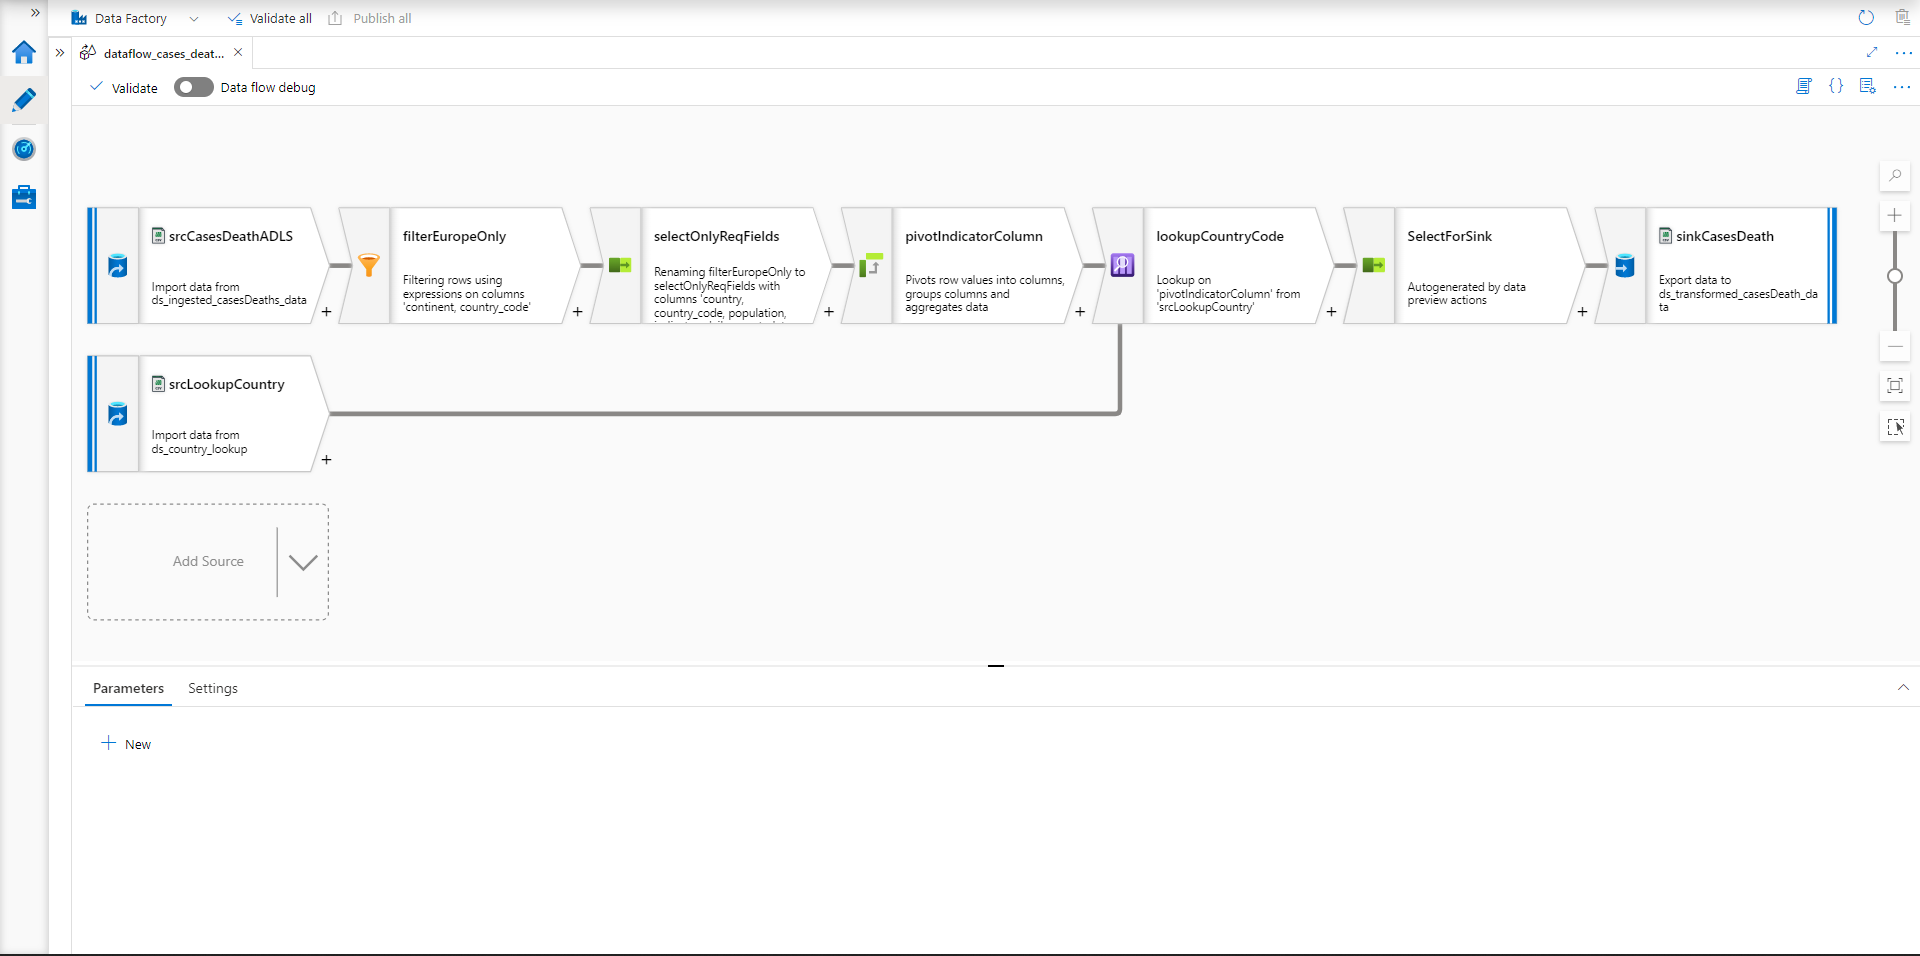 Data Factory
Validate all
Publish all
dataflow_cases_deat...
Validate
Data flow debug
srcCasesDeathADLS
Import data from
ds_ingested_casesDeaths_data
+
filterEuropeOnly
Filtering rows using
expressions on columns
'continent, country_code'
+
selectOnlyReqFields
Renaming filterEuropeOnly to
selectOnlyReqFields with
columns 'country,
country_code, population,
+
pivotIndicatorColumn
Pivots row values into columns,
groups columns and
aggregates data
+
lookupCountryCode
Lookup on
'pivotIndicatorColumn' from
'srcLookupCountry'
+
SelectForSink
Autogenerated by data
preview actions
+
sinkCasesDeath
Export data to
ds_transformed_casesDeath_da
ta
srcLookupCountry
Import data from
ds_country_lookup
+
Add Source
Parameters
Settings
New